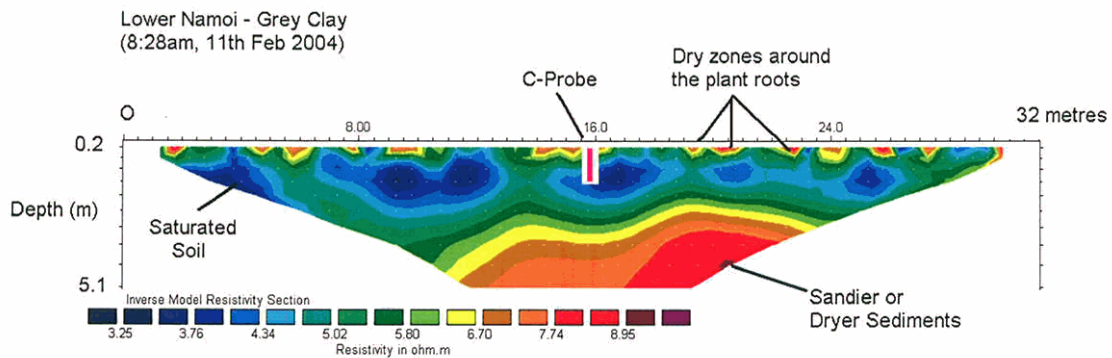 Lower Namoi - Grey Clay
(8:28am, 11th Feb 2004)
C-Probe
Dry zones around
the plant roots
O
8.00
16.0
24.0
32 metres
0.2
Depth (m)
5.1
Saturated
Soil
Sandier or
Dryer Sediments
Inverse Model Resistivity Section
3.25 3.76 4.34 5.02 5.80 6.70 7.74 8.95
Resistivity in ohm.m